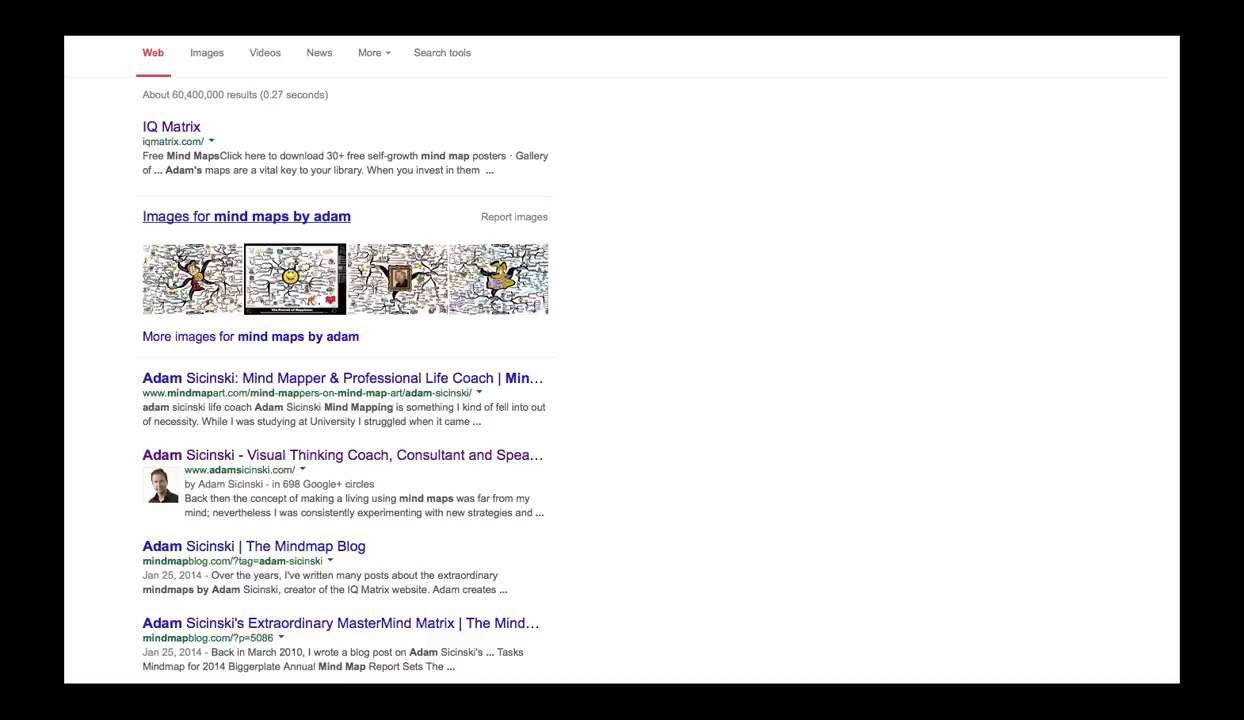 Web Images Videos News More Search tools
About 60,400,000 results (0.27 seconds)
IQ Matrix
iqmatrix.com/
Free Mind MapsClick here to download 30+ free self-growth mind map posters · Gallery
of ... Adam's maps are a vital key to your library. When you invest in them ...
Images for mind maps by adam Report images
More images for mind maps by adam
Adam Sicinski: Mind Mapper & Professional Life Coach | Min...
www.mindmapart.com/mind-mappers-on-mind-map-art/adam-sicinski/
adam sicinski life coach Adam Sicinski Mind Mapping is something I kind of fell into out
of necessity. While I was studying at University I struggled when it came ...
Adam Sicinski - Visual Thinking Coach, Consultant and Spea...
www.adamsicinski.com/
by Adam Sicinski - in 698 Google+ circles
Back then the concept of making a living using mind maps was far from my
mind; nevertheless I was consistently experimenting with new strategies and ...
Adam Sicinski | The Mindmap Blog
mindmapblog.com/?tag=adam-sicinski
Jan 25, 2014 - Over the years, I've written many posts about the extraordinary
mindmaps by Adam Sicinski, creator of the IQ Matrix website. Adam creates ...
Adam Sicinski's Extraordinary MasterMind Matrix | The Mind...
mindmapblog.com/?p=5086
Jan 25, 2014 - Back in March 2010, I wrote a blog post on Adam Sicinski's ... Tasks
Mindmap for 2014 Biggerplate Annual Mind Map Report Sets The ...